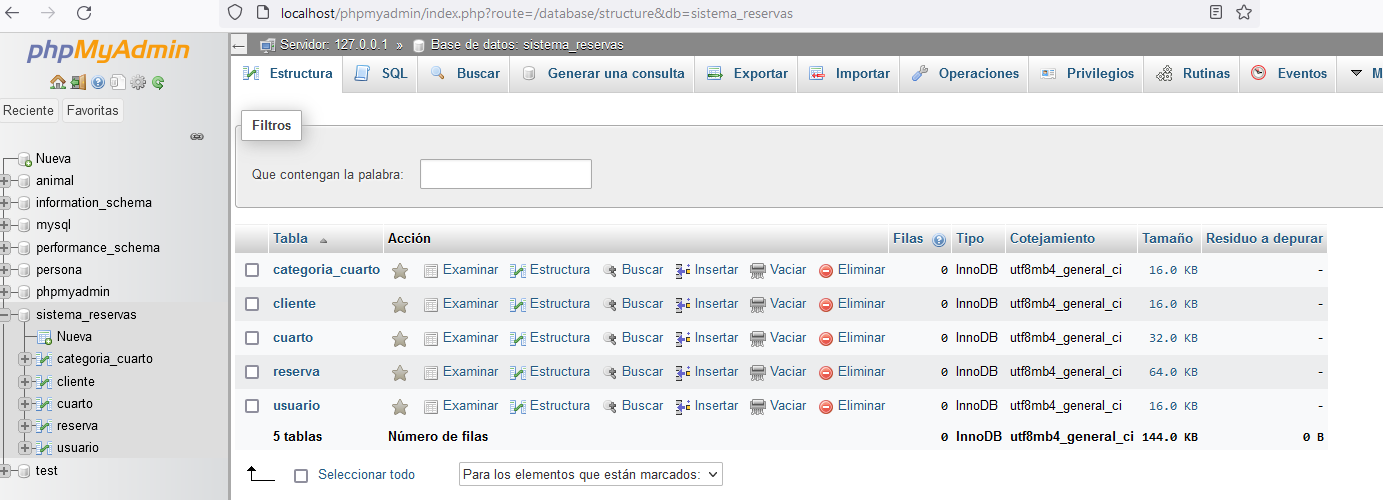 localhost/phpmyadmin/index.php?route=/database/structure&db=sistema_reservas
phpMyAdmin
Reciente Favoritas
Nueva
animal
information_schema
mysql
performance_schema
persona
phpmyadmin
sistema_reservas
Nueva
categoria_cuarto
cliente
cuarto
reserva
usuario
test
Servidor: 127.0.0.1 » Base de datos: sistema_reservas
Estructura SQL Buscar Generar una consulta Exportar Importar Operaciones Privilegios Rutinas Eventos M
Filtros
Que contengan la palabra:
Tabla Acción Filas Tipo Cotejamiento Tamaño Residuo a depurar
categoria_cuarto Examinar Estructura Buscar Insertar Vaciar Eliminar 0 InnoDB utf8mb4_general_ci 16.0 KB -
cliente Examinar Estructura Buscar Insertar Vaciar Eliminar 0 InnoDB utf8mb4_general_ci 16.0 KB -
cuarto Examinar Estructura Buscar Insertar Vaciar Eliminar 0 InnoDB utf8mb4_general_ci 32.0 KB -
reserva Examinar Estructura Buscar Insertar Vaciar Eliminar 0 InnoDB utf8mb4_general_ci 64.0 KB -
usuario Examinar Estructura Buscar Insertar Vaciar Eliminar 0 InnoDB utf8mb4_general_ci 16.0 KB -
5 tablas Número de filas 0 InnoDB utf8mb4_general_ci 144.0 KB 0 B
Seleccionar todo Para los elementos que están marcados: